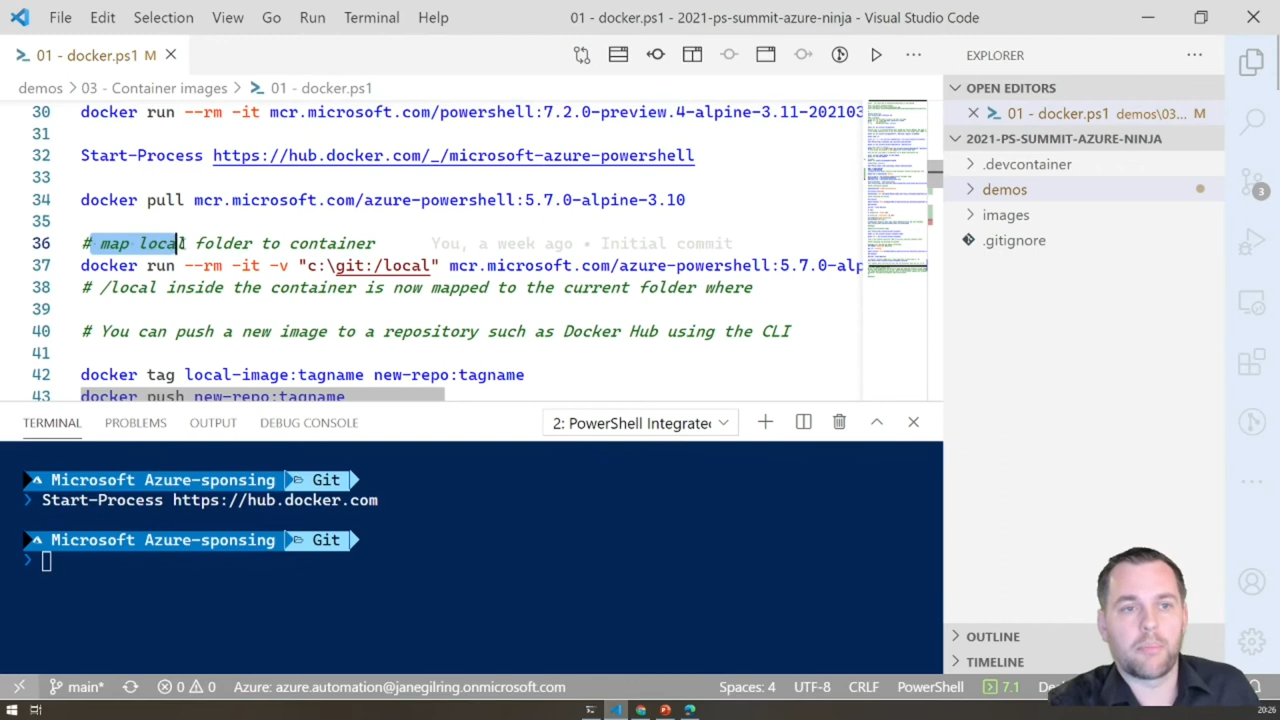 File Edit Selection View Go Run Terminal Help 01 - docker.ps1 - 2021-ps-summit-azure-ninja - Visual Studio Code
01 - docker.ps1 M
demos > 03 - Container images > 01 - docker.ps1
30 docker run --rm -it mcr.microsoft.com/powershell:7.2.0-preview.4-alpine-3.11-202103
31
32 Start-Process https://hub.docker.com/_/microsoft-azure-powershell
33
34 docker pull mcr.microsoft.com/azure-powershell:5.7.0-alpine-3.10
35
36 # map local folder to container a week ago • Initial commit
37 docker run --rm -it -v "c:\git:/local" mcr.microsoft.com/azure-powershell:5.7.0-alp
38 # /local inside the container is now mapped to the current folder where
39
40 # You can push a new image to a repository such as Docker Hub using the CLI
41
42 docker tag local-image:tagname new-repo:tagname
43 docker push new-repo:tagname
EXPLORER
OPEN EDITORS
01 - docker.ps1 demos\03... M
2021-PS-SUMMIT-AZURE-NIN...
.devcontainer
demos
images
.gitignore
3
OUTLINE
TIMELINE
TERMINAL PROBLEMS OUTPUT DEBUG CONSOLE 2: PowerShell Integrated
Microsoft Azure-sponsing Git
> Start-Process https://hub.docker.com
Microsoft Azure-sponsing Git
>
main* 0 0 Azure: azure.automation@janegilring.onmicrosoft.com Spaces: 4 UTF-8 CRLF PowerShell 7.1
20:26